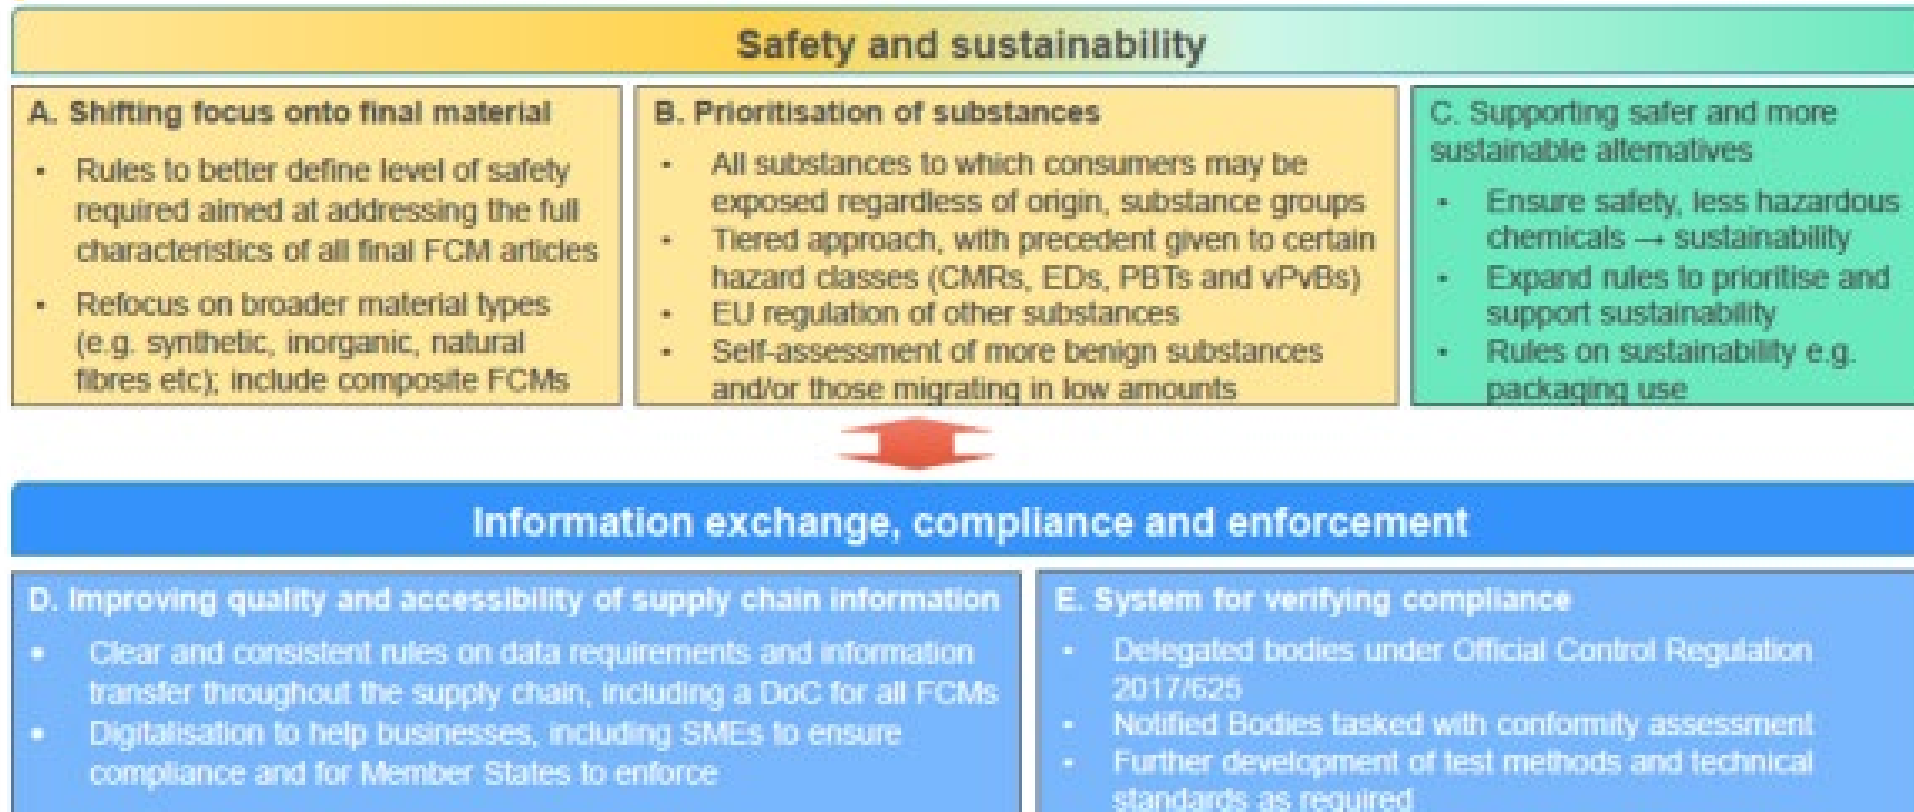 Safety and sustainability
A. Shifting focus onto final material
• Rules to better define level of safety
required aimed at addressing the full
characteristics of all final FCM articles
• Refocus on broader material types
(e.g. synthetic, inorganic, natural
fibres etc); include composite FCMs
B. Prioritisation of substances
• All substances to which consumers may be
exposed regardless of origin, substance groups
• Tiered approach, with precedent given to certain
hazard classes (CMRs, EDs, PBTs and vPvBs)
• EU regulation of other substances
• Self-assessment of more benign substances
and/or those migrating in low amounts
C. Supporting safer and more
sustainable alternatives
• Ensure safety, less hazardous
chemicals → sustainability
• Expand rules to prioritise and
support sustainability
• Rules on sustainability e.g.
packaging use
Information exchange, compliance and enforcement
D. Improving quality and accessibility of supply chain information
• Clear and consistent rules on data requirements and information
transfer throughout the supply chain, including a DoC for all FCMs
• Digitalisation to help businesses, including SMEs to ensure
compliance and for Member States to enforce
E. System for verifying compliance
• Delegated bodies under Official Control Regulation
2017/625
• Notified Bodies tasked with conformity assessment
• Further development of test methods and technical
standards as required